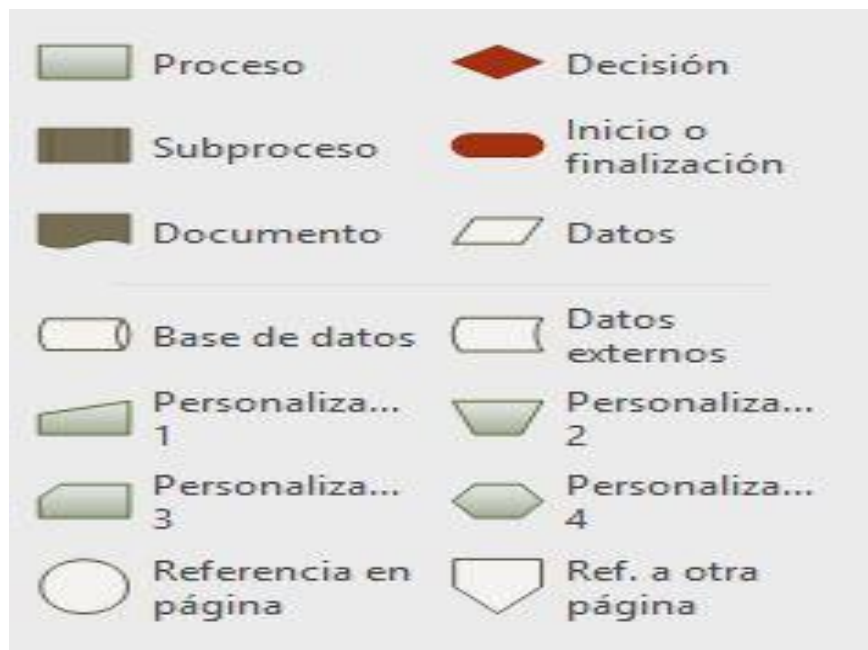 Proceso
Decisión
Subproceso
Inicio o
finalización
Documento
Datos
Base de datos
Datos
externos
Personaliza...
1
Personaliza...
2
Personaliza...
3
Personaliza...
4
Referencia en
página
Ref. a otra
página